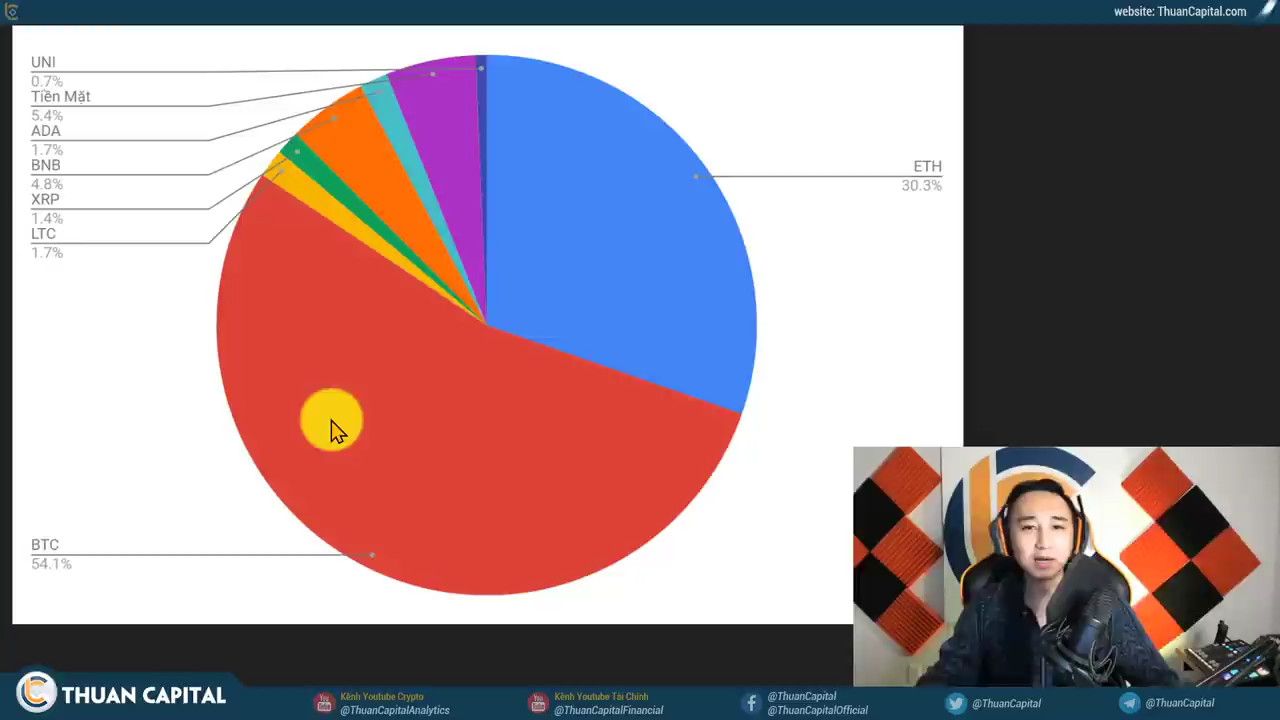 website: ThuanCapital.com
UNI
0.7%
Tiền Mặt
5.4%
ADA
1.7%
BNB
4.8%
XRP
1.4%
LTC
1.7%
ETH
30.3%
BTC
54.1%
THUAN CAPITAL
You
Kênh Youtube Crypto
@ThuanCapitalAnalytics
You
Kênh Youtube Tài Chính
@ThuanCapitalFinancial
@ThuanCapital
@ThuanCapitalOfficial
@ThuanCapital
@ThuanCapital